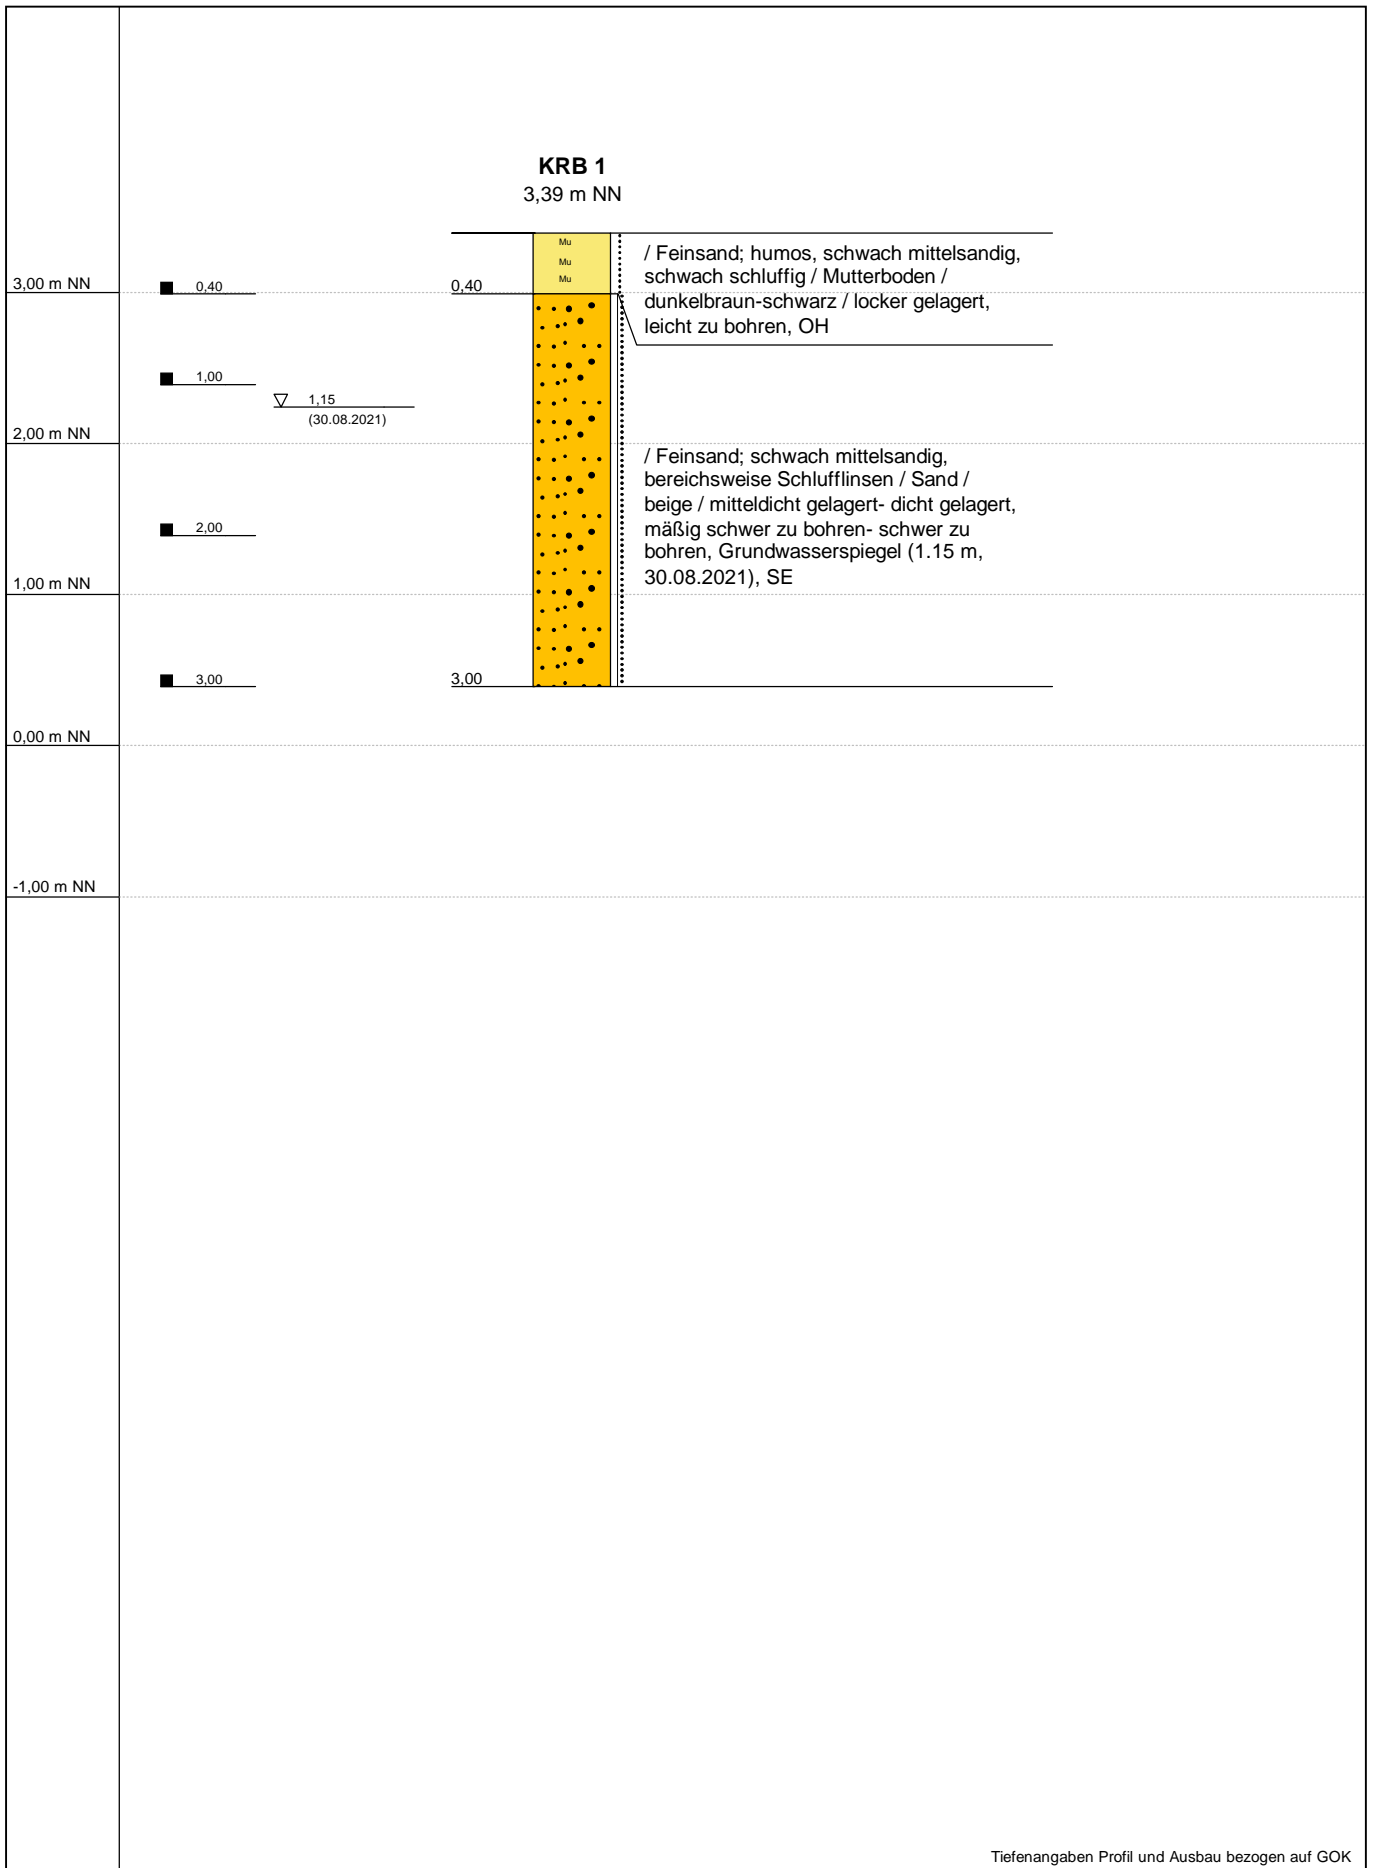 KRB 1
3,39 m NN
Mu
Mu
Mu
/ Feinsand; humos, schwach mittelsandig,
schwach schluffig / Mutterboden /
dunkelbraun-schwarz / locker gelagert,
leicht zu bohren, OH
3,00 m NN
0,40
0,40
1,00
1,15
(30.08.2021)
2,00 m NN
/ Feinsand; schwach mittelsandig,
bereichsweise Schlufflinsen / Sand /
beige / mitteldicht gelagert- dicht gelagert,
mäßig schwer zu bohren- schwer zu
bohren, Grundwasserspiegel (1.15 m,
30.08.2021), SE
2,00
1,00 m NN
3,00
3,00
0,00 m NN
-1,00 m NN
Tiefenangaben Profil und Ausbau bezogen auf GOK